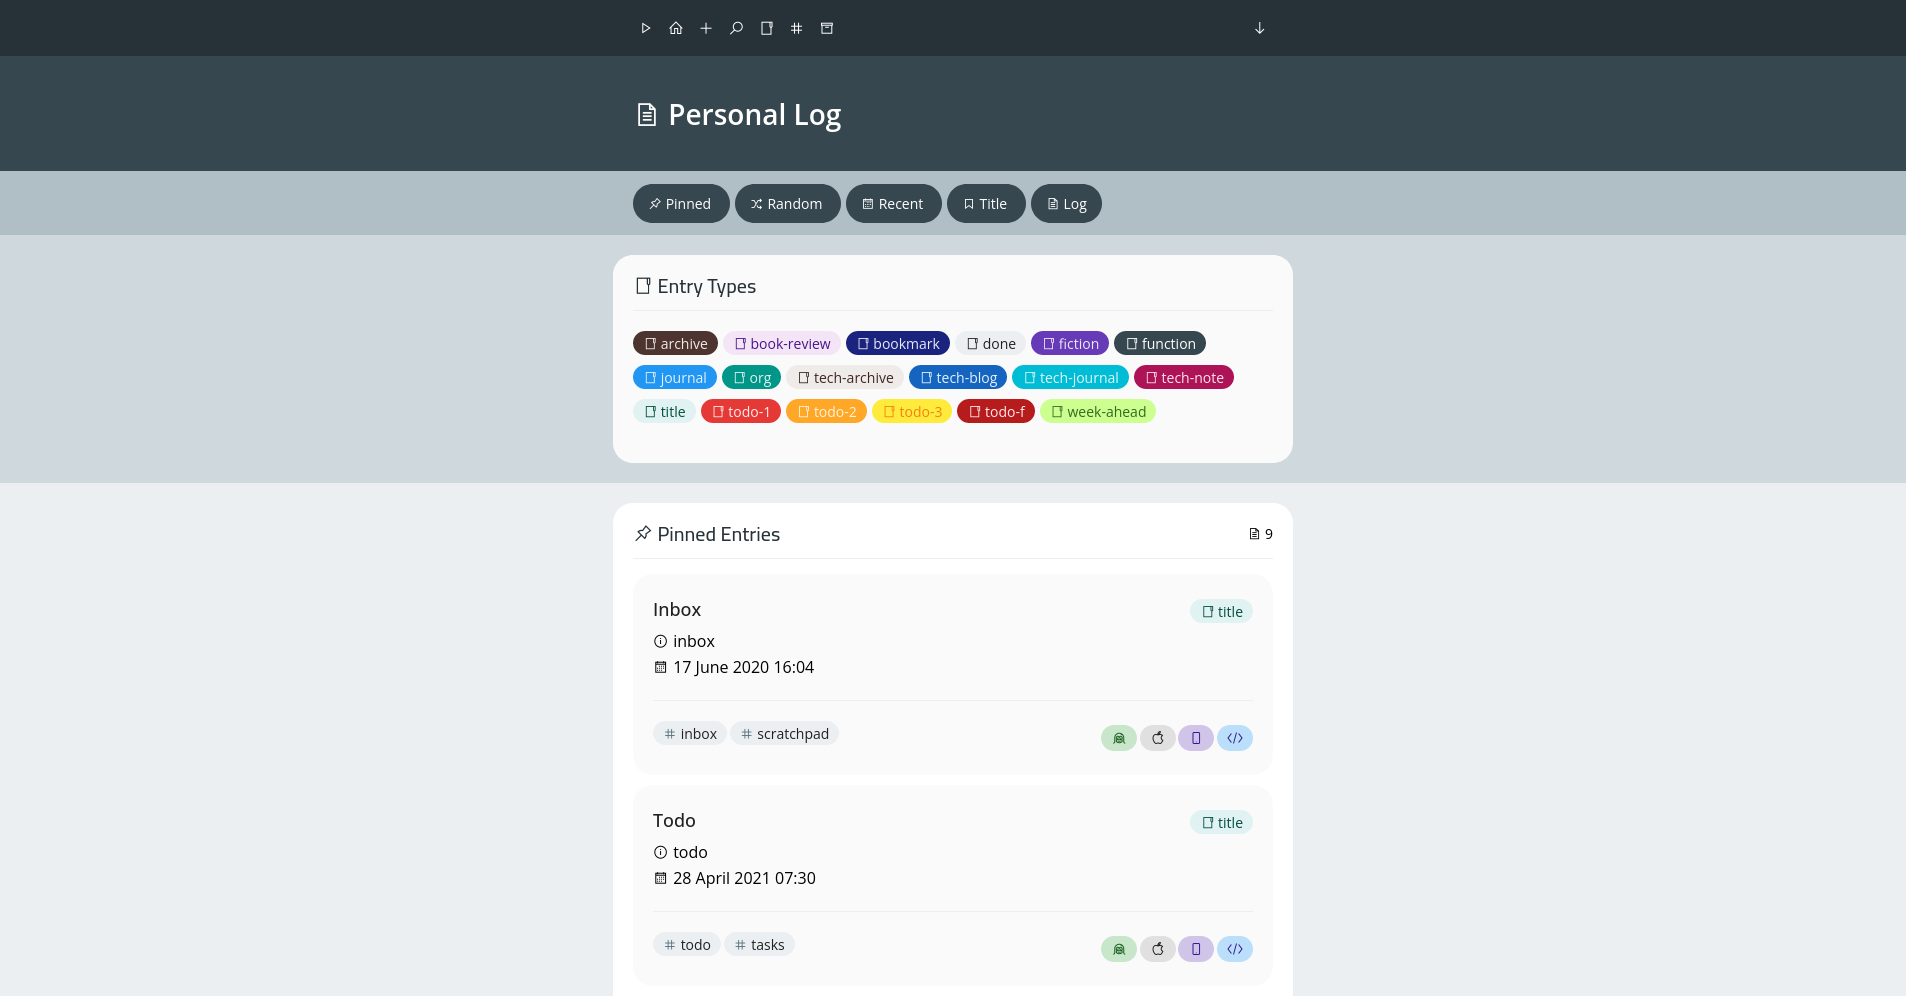 Personal Log
Pinned Random Recent Title Log
Entry Types
archive book-review bookmark done fiction function
journal org tech-archive tech-blog tech-journal tech-note
title todo-1 todo-2 todo-3 todo-f week-ahead
Pinned Entries 9
Inbox title
inbox
17 June 2020 16:04
# inbox # scratchpad </>
Todo title
todo
28 April 2021 07:30
# todo # tasks </>